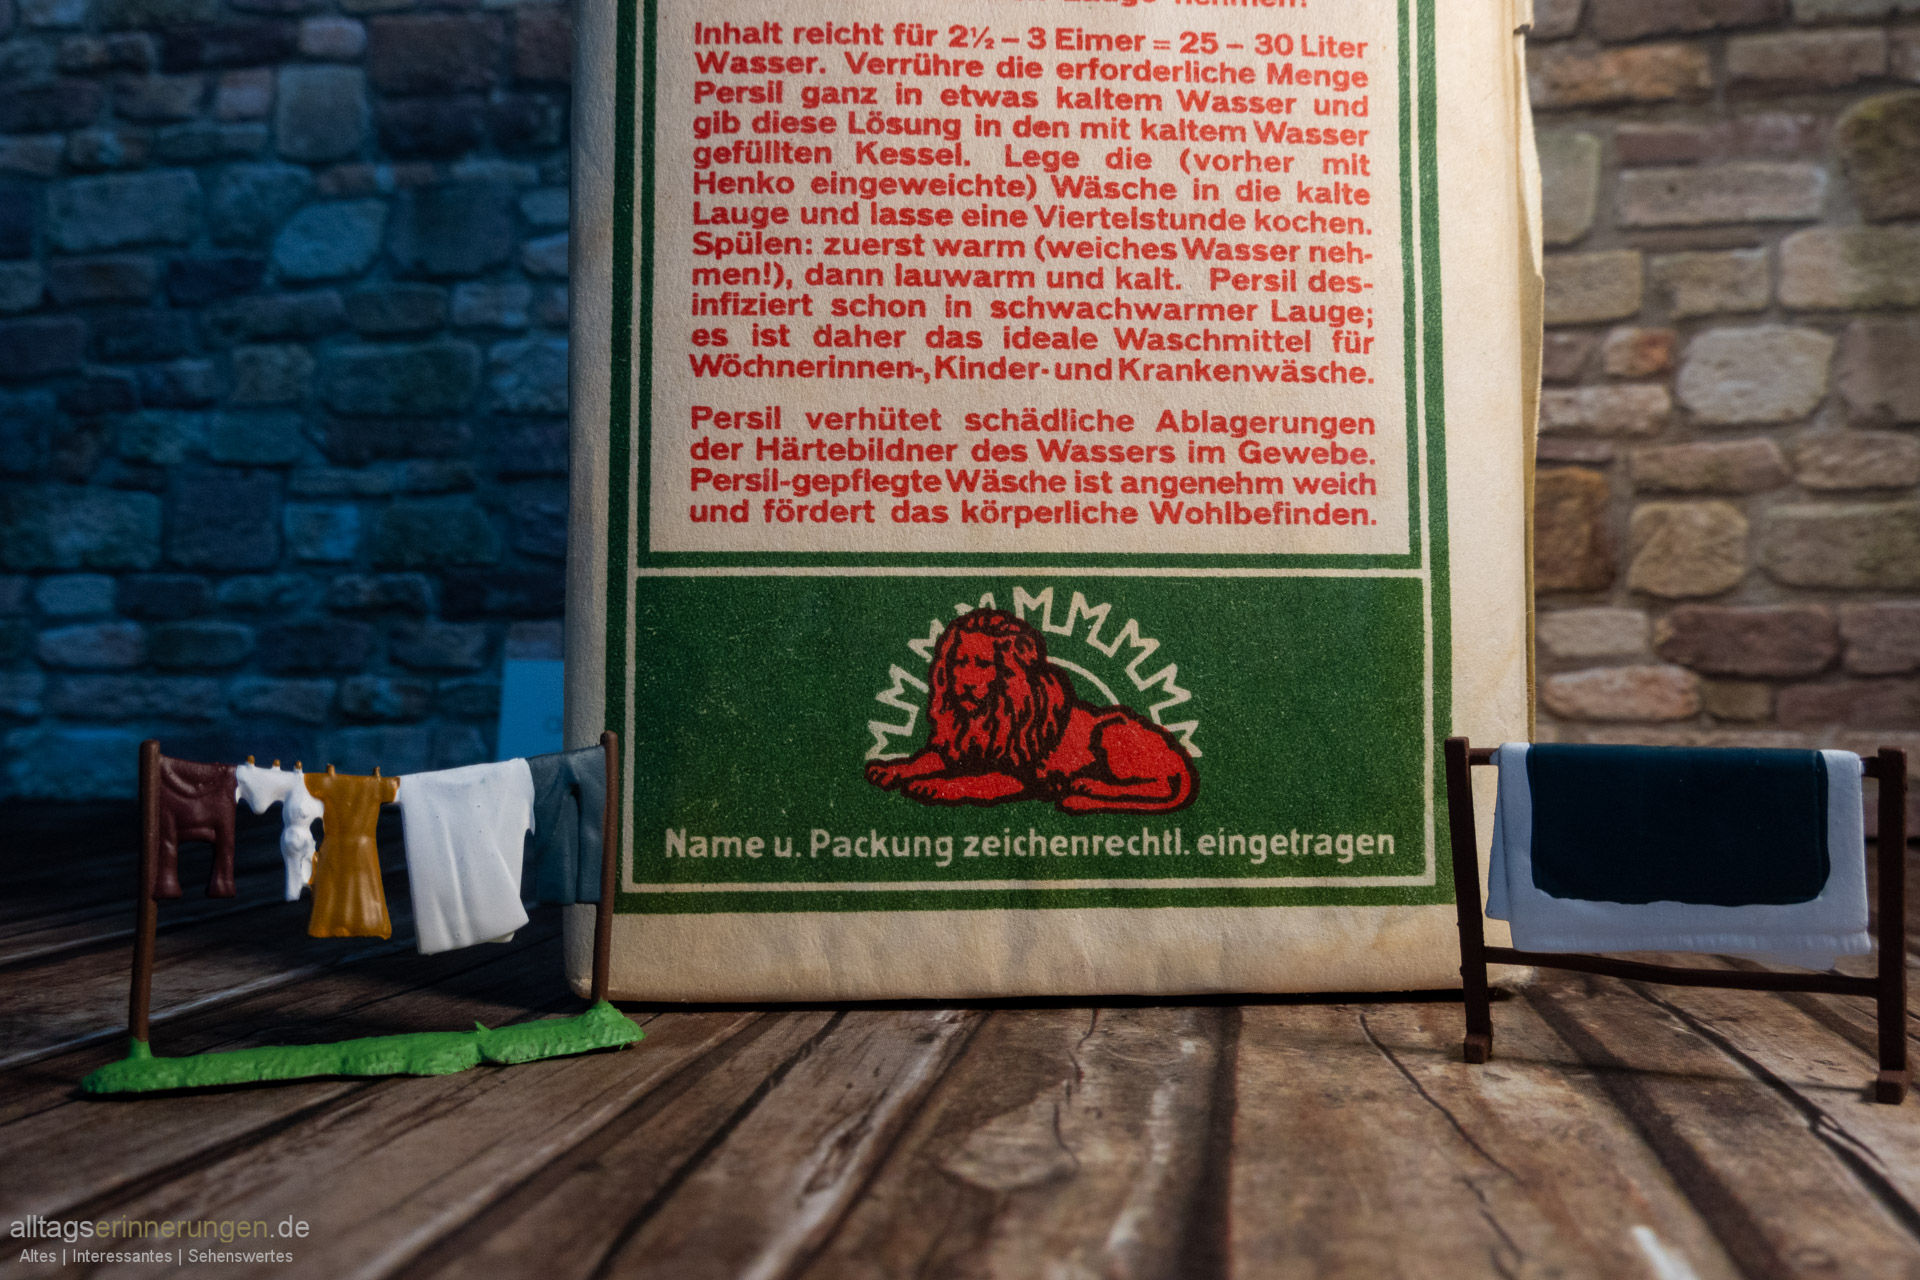 nehmen!
Inhalt reicht für 2½ – 3 Eimer = 25 – 30 Liter
Wasser. Verrühre die erforderliche Menge
Persil ganz in etwas kaltem Wasser und
gib diese Lösung in den mit kaltem Wasser
gefüllten Kessel. Lege die (vorher mit
Henko eingeweichte) Wäsche in die kalte
Lauge und lasse eine Viertelstunde kochen.
Spülen: zuerst warm (weiches Wasser neh-
men!), dann lauwarm und kalt. Persil des-
infiziert schon in schwachwarmer Lauge;
es ist daher das ideale Waschmittel für
Wöchnerinnen-, Kinder- und Krankenwäsche.
Persil verhütet schädliche Ablagerungen
der Härtebildner des Wassers im Gewebe.
Persil-gepflegte Wäsche ist angenehm weich
und fördert das körperliche Wohlbefinden.
Name u. Packung zeichenrechtl. eingetragen
alltagserinnerungen.de
Altes | Interessantes | Sehenswertes